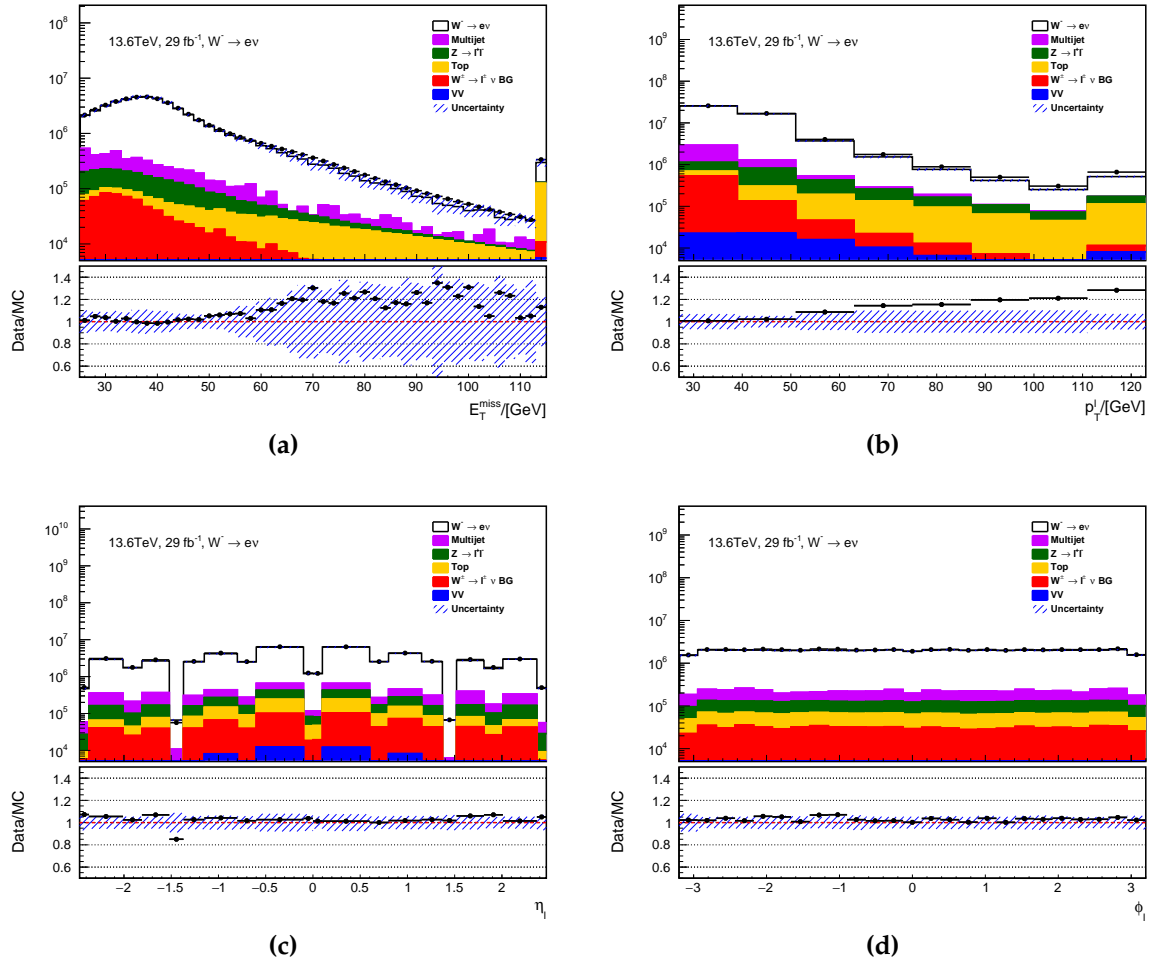 10⁸
10⁷
10⁶
10⁵
10⁴
13.6TeV, 29 fb⁻¹, W⁻ → eν
W⁻ → eν
Multijet
Z → l⁺l⁻
Top
W± → l± ν BG
VV
Uncertainty
Data/MC
1.4
1.2
1
0.8
0.6
30 40 50 60 70 80 90 100 110
E_T^miss/[GeV]
(a)
10⁹
10⁸
10⁷
10⁶
10⁵
10⁴
13.6TeV, 29 fb⁻¹, W⁻ → eν
W⁻ → eν
Multijet
Z → l⁺l⁻
Top
W± → l± ν BG
VV
Uncertainty
Data/MC
1.4
1.2
1
0.8
0.6
30 40 50 60 70 80 90 100 110 120
p_T^l/[GeV]
(b)
10¹⁰
10⁹
10⁸
10⁷
10⁶
10⁵
10⁴
13.6TeV, 29 fb⁻¹, W⁻ → eν
W⁻ → eν
Multijet
Z → l⁺l⁻
Top
W± → l± ν BG
VV
Uncertainty
Data/MC
1.4
1.2
1
0.8
0.6
−2 −1.5 −1 −0.5 0 0.5 1 1.5 2
η_l
(c)
10⁹
10⁸
10⁷
10⁶
10⁵
10⁴
13.6TeV, 29 fb⁻¹, W⁻ → eν
W⁻ → eν
Multijet
Z → l⁺l⁻
Top
W± → l± ν BG
VV
Uncertainty
Data/MC
1.4
1.2
1
0.8
0.6
−3 −2 −1 0 1 2 3
ϕ_l
(d)